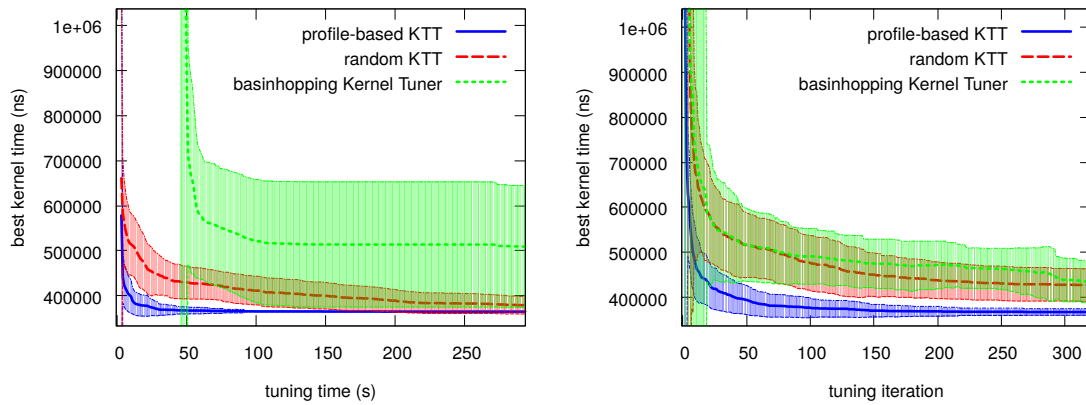 best kernel time (ns)
1e+06
900000
800000
700000
600000
500000
400000
0 50 100 150 200 250
tuning time (s)
profile-based KTT
random KTT
basinhopping Kernel Tuner
best kernel time (ns)
1e+06
900000
800000
700000
600000
500000
400000
0 50 100 150 200 250 300
tuning iteration
profile-based KTT
random KTT
basinhopping Kernel Tuner